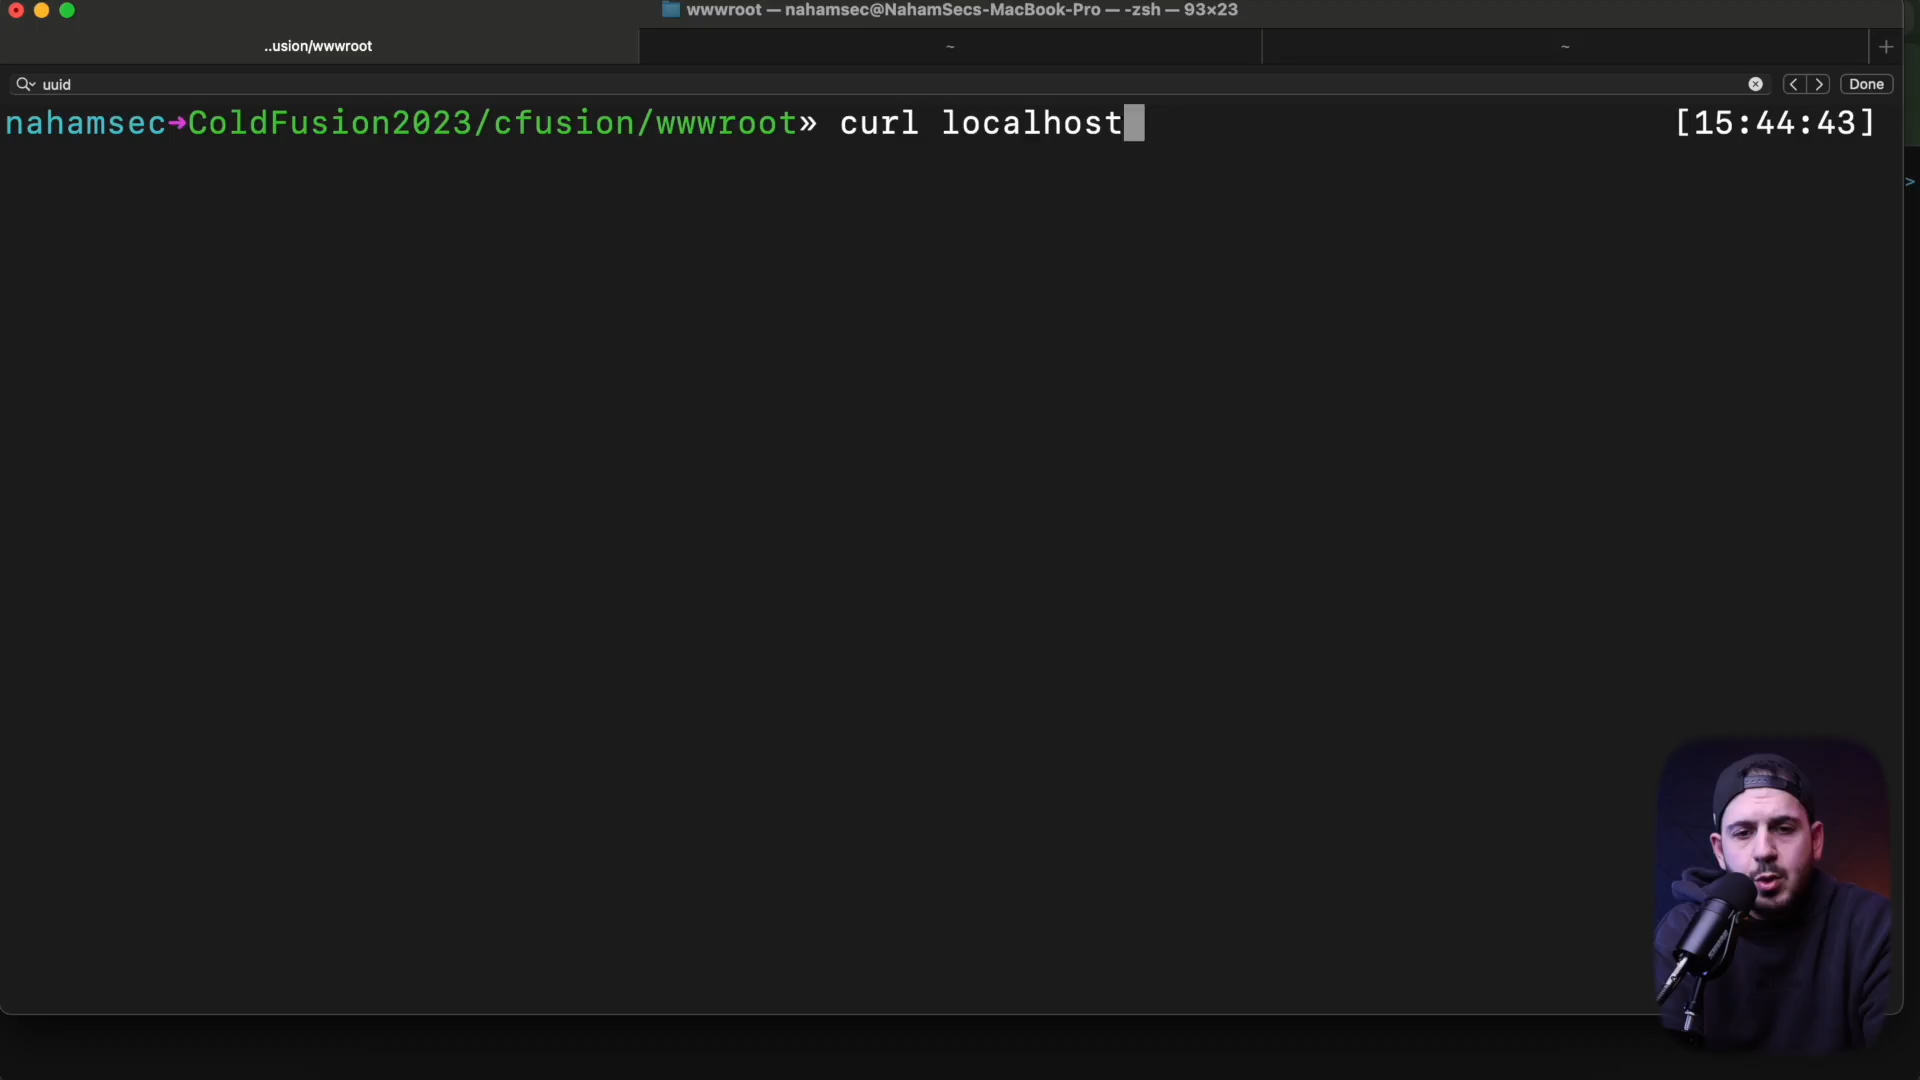 wwwroot — nahamsec@NahamSecs-MacBook-Pro — -zsh — 93×23
..usion/wwwroot
~
~
+
uuid
Done
nahamsec→ColdFusion2023/cfusion/wwwroot» curl localhost
[15:44:43]
>